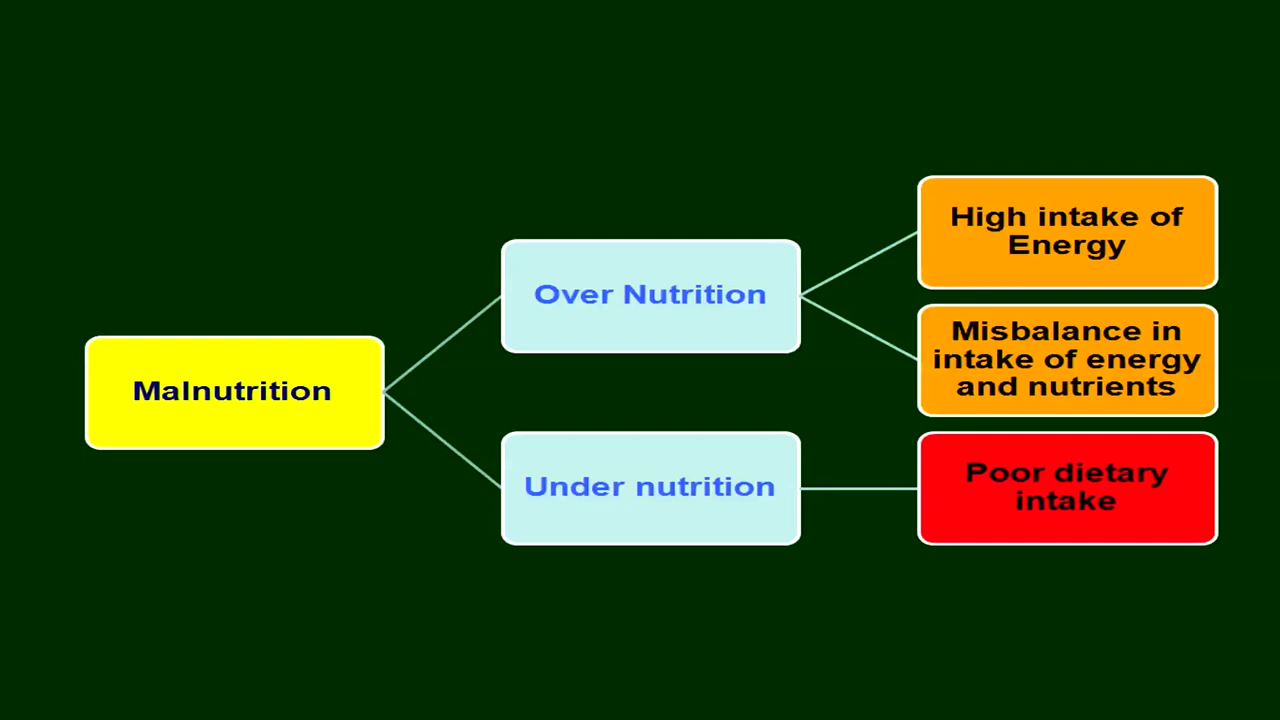 Malnutrition
Over Nutrition
Under nutrition
High intake of
Energy
Misbalance in
intake of energy
and nutrients
Poor dietary
intake